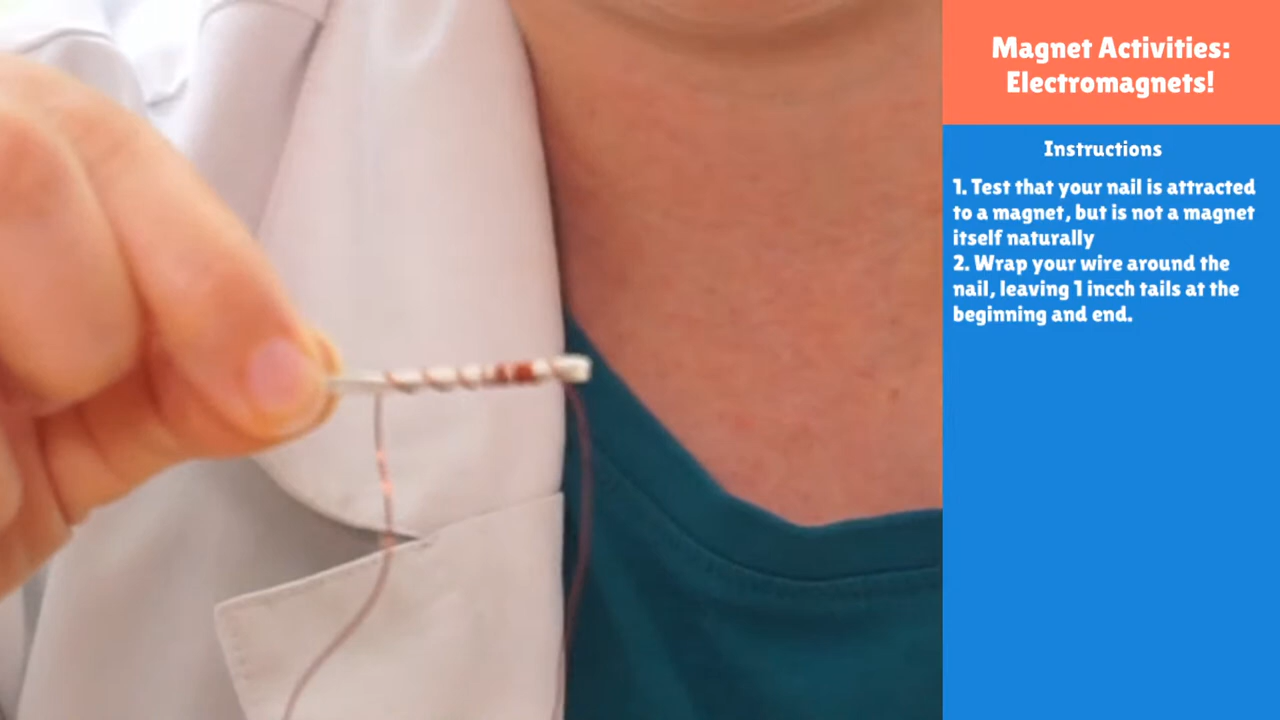 Magnet Activities:
Electromagnets!
Instructions
1. Test that your nail is attracted
to a magnet, but is not a magnet
itself naturally
2. Wrap your wire around the
nail, leaving 1 incch tails at the
beginning and end.